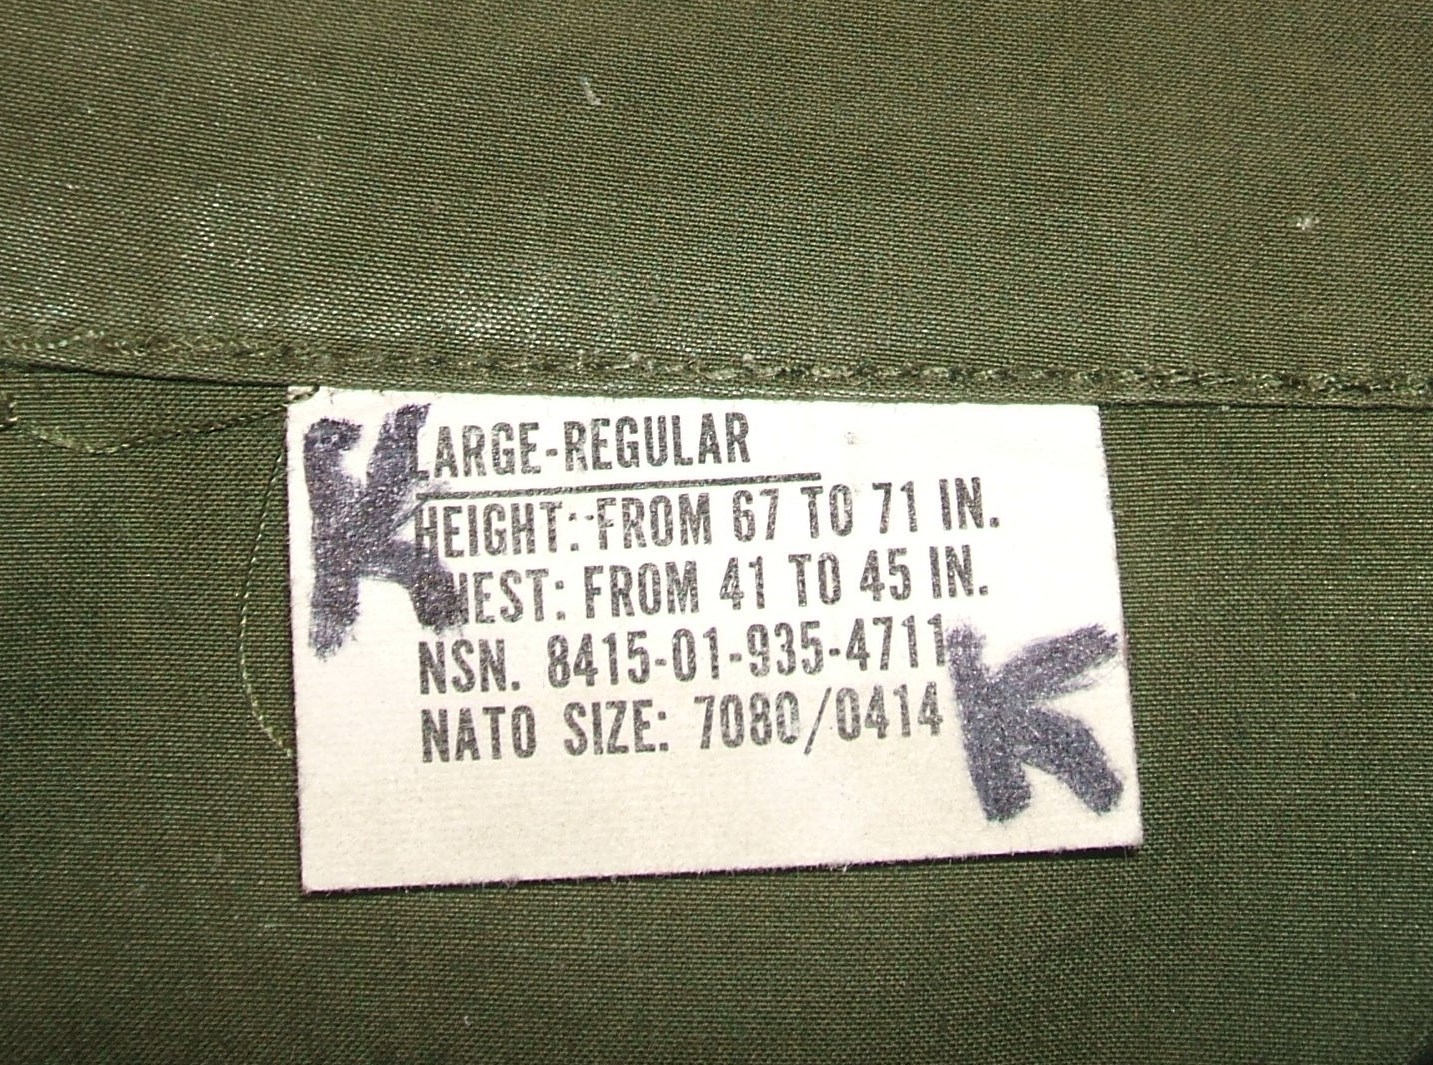 K
LARGE-REGULAR
HEIGHT: FROM 67 TO 71 IN.
CHEST: FROM 41 TO 45 IN.
NSN. 8415-01-935-4711
NATO SIZE: 7080/0414
K